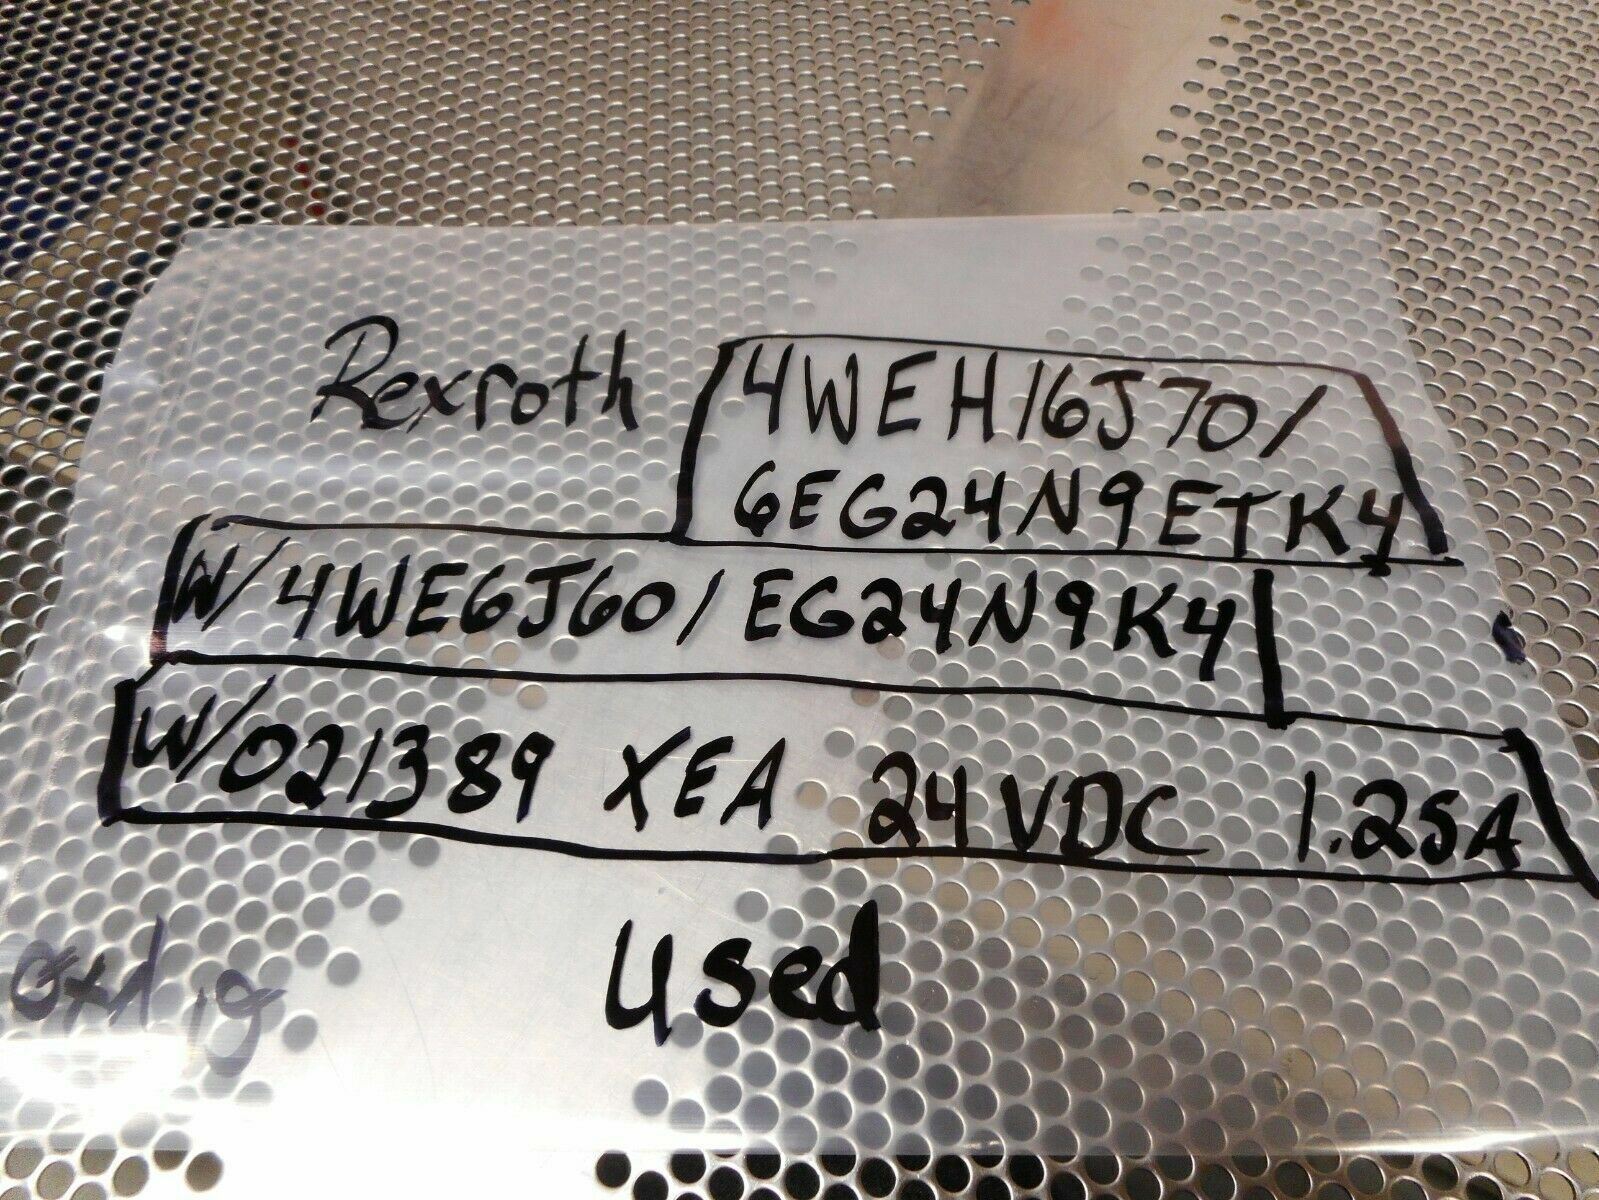 Rexroth 4WEH16J70/
6EG24N9ETK4
W/ 4WE6J60/EG24N9K4
W/021389 XEA 24VDC 1.25A
Used